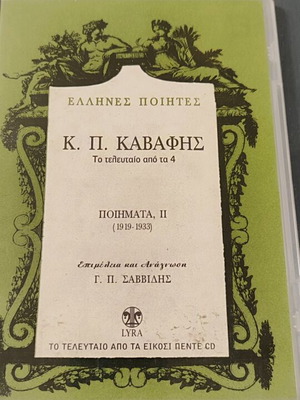 ΕΛΛΗΝΕΣ ΠΟΙΗΤΕΣ
Κ. Π. ΚΑΒΑΦΗΣ
Το τελευταίο από τα 4
ΠΟΙΗΜΑΤΑ, ΙΙ
(1919-1933)
Επιμέλεια και Ανάγνωση
Γ. Π. ΣΑΒΒΙΔΗΣ
LYRA
ΤΟ ΤΕΛΕΥΤΑΙΟ ΑΠΟ ΤΑ ΕΙΚΟΣΙ ΠΕΝΤΕ CD